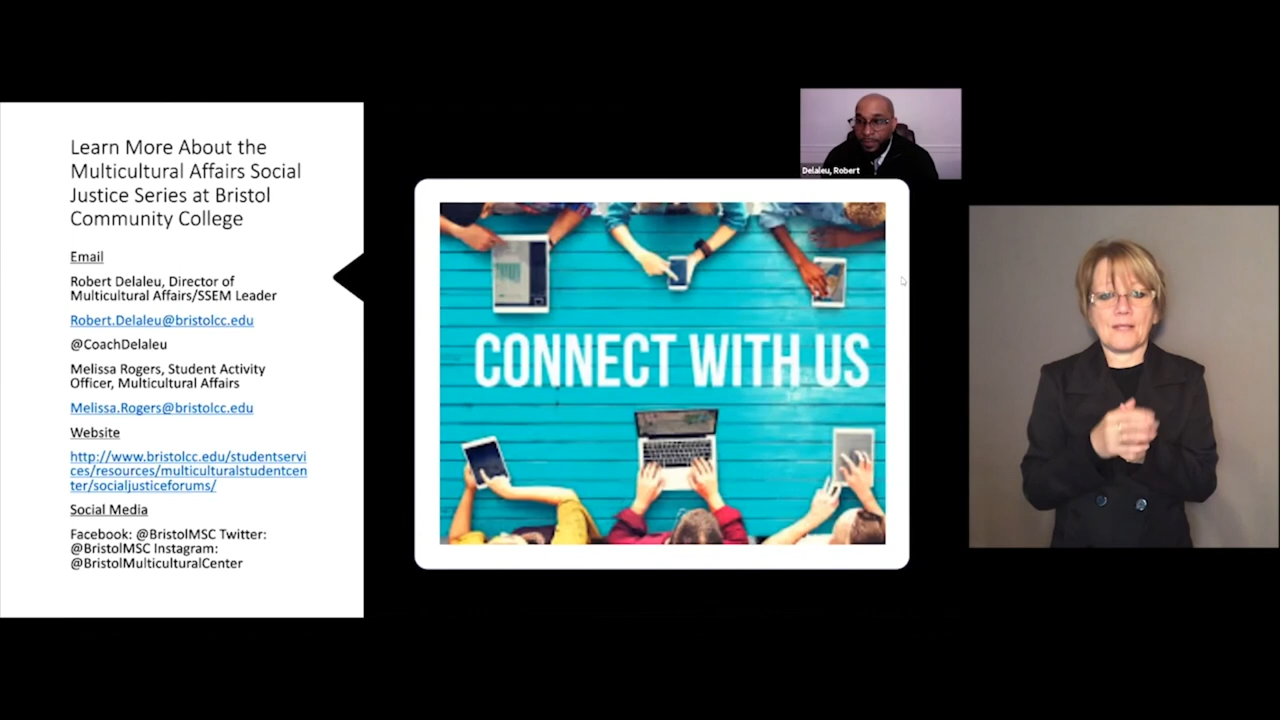 Learn More About the
Multicultural Affairs Social
Justice Series at Bristol
Community College
Email
Robert Delaleu, Director of
Multicultural Affairs/SSEM Leader
Robert.Delaleu@bristolcc.edu
@CoachDelaleu
Melissa Rogers, Student Activity
Officer, Multicultural Affairs
Melissa.Rogers@bristolcc.edu
Website
http://www.bristolcc.edu/studentservi
ces/resources/multiculturalstudentcen
ter/socialjusticeforums/
Social Media
Facebook: @BristolMSC Twitter:
@BristolMSC Instagram:
@BristolMulticulturalCenter
CONNECT WITH US
Delaleu, Robert